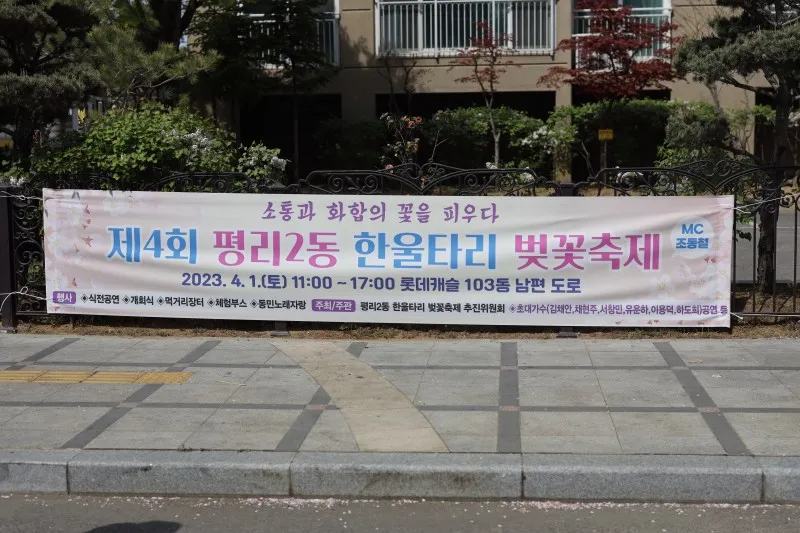 소통과 화합의 꽃을 피우다
제4회 평리2동 한울타리 벚꽃축제
MC
조동철
2023. 4. 1.(토) 11:00 ~ 17:00 롯데캐슬 103동 남편 도로
행사 ◈식전공연 ◈개회식 ◈먹거리장터 ◈체험부스 ◈동민노래자랑 주최/주관 평리2동 한울타리 벚꽃축제 추진위원회 ◈초대가수(김채안,채현주,서창민,유운하,이용덕,하도희)공연 등